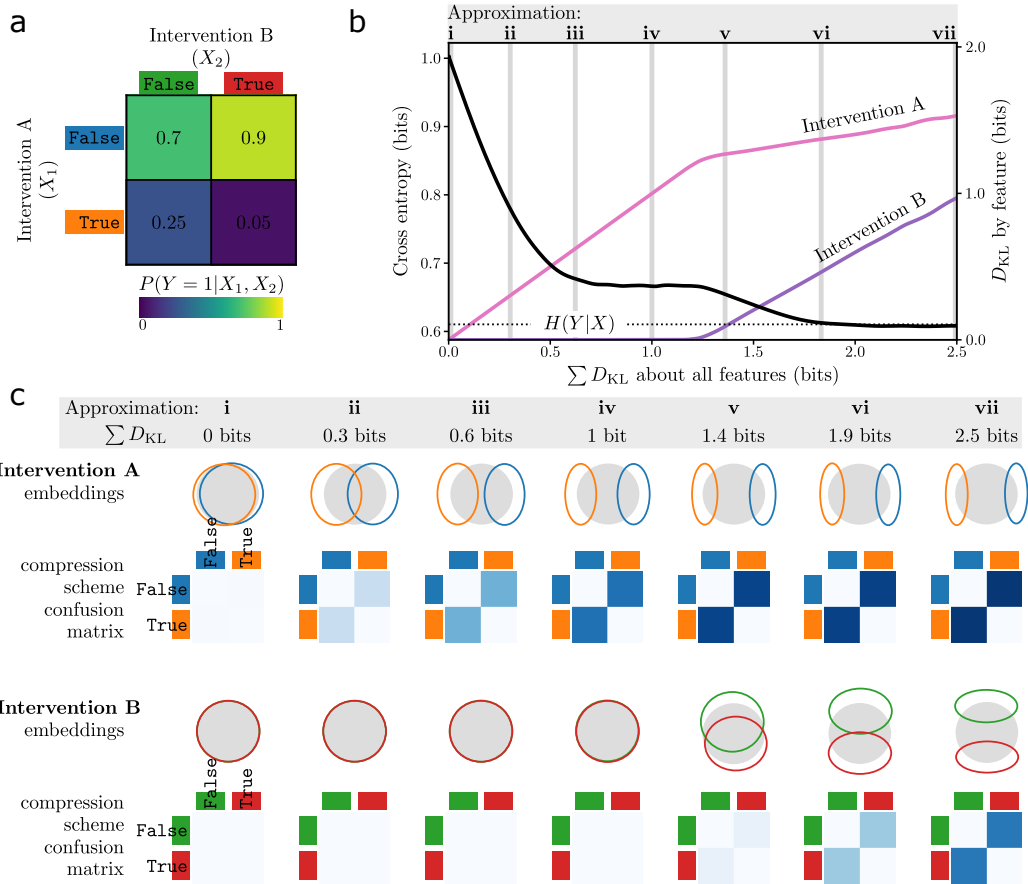 a
Intervention B
(X₂)
False True
Intervention A
(X₁)
False 0.7 0.9
True 0.25 0.05
P(Y = 1|X₁, X₂)
0 1
b
Approximation:
i ii iii iv v vi vii
Cross entropy (bits)
1.0
0.9
0.8
0.7
0.6
2.0
1.0
0.0
D_KL by feature (bits)
Intervention A
Intervention B
H(Y|X)
0.0 0.5 1.0 1.5 2.0 2.5
∑ D_KL about all features (bits)
c
Approximation: i ii iii iv v vi vii
∑ D_KL 0 bits 0.3 bits 0.6 bits 1 bit 1.4 bits 1.9 bits 2.5 bits
Intervention A
embeddings
False True
compression
scheme
confusion
matrix
False
True
Intervention B
embeddings
False True
compression
scheme
confusion
matrix
False
True